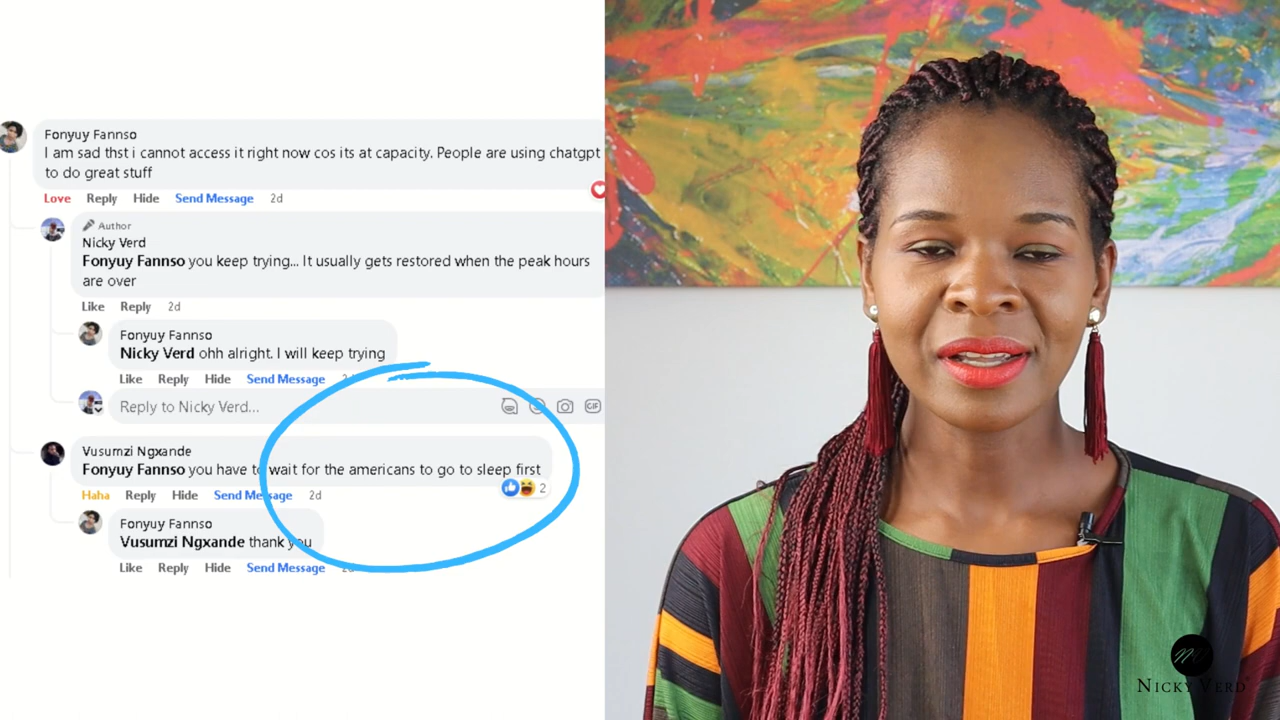 Fonyuy Fannso
I am sad thst i cannot access it right now cos its at capacity. People are using chatgpt
to do great stuff
Love Reply Hide Send Message 2d
Author
Nicky Verd
Fonyuy Fannso you keep trying... It usually gets restored when the peak hours
are over
Like Reply 2d
Fonyuy Fannso
Nicky Verd ohh alright. I will keep trying
Like Reply Hide Send Message
Reply to Nicky Verd...
GIF
Vusumzi Ngxande
Fonyuy Fannso you have to wait for the americans to go to sleep first
Haha Reply Hide Send Message 2d
2
Fonyuy Fannso
Vusumzi Ngxande thank you
Like Reply Hide Send Message
NICKY VERD